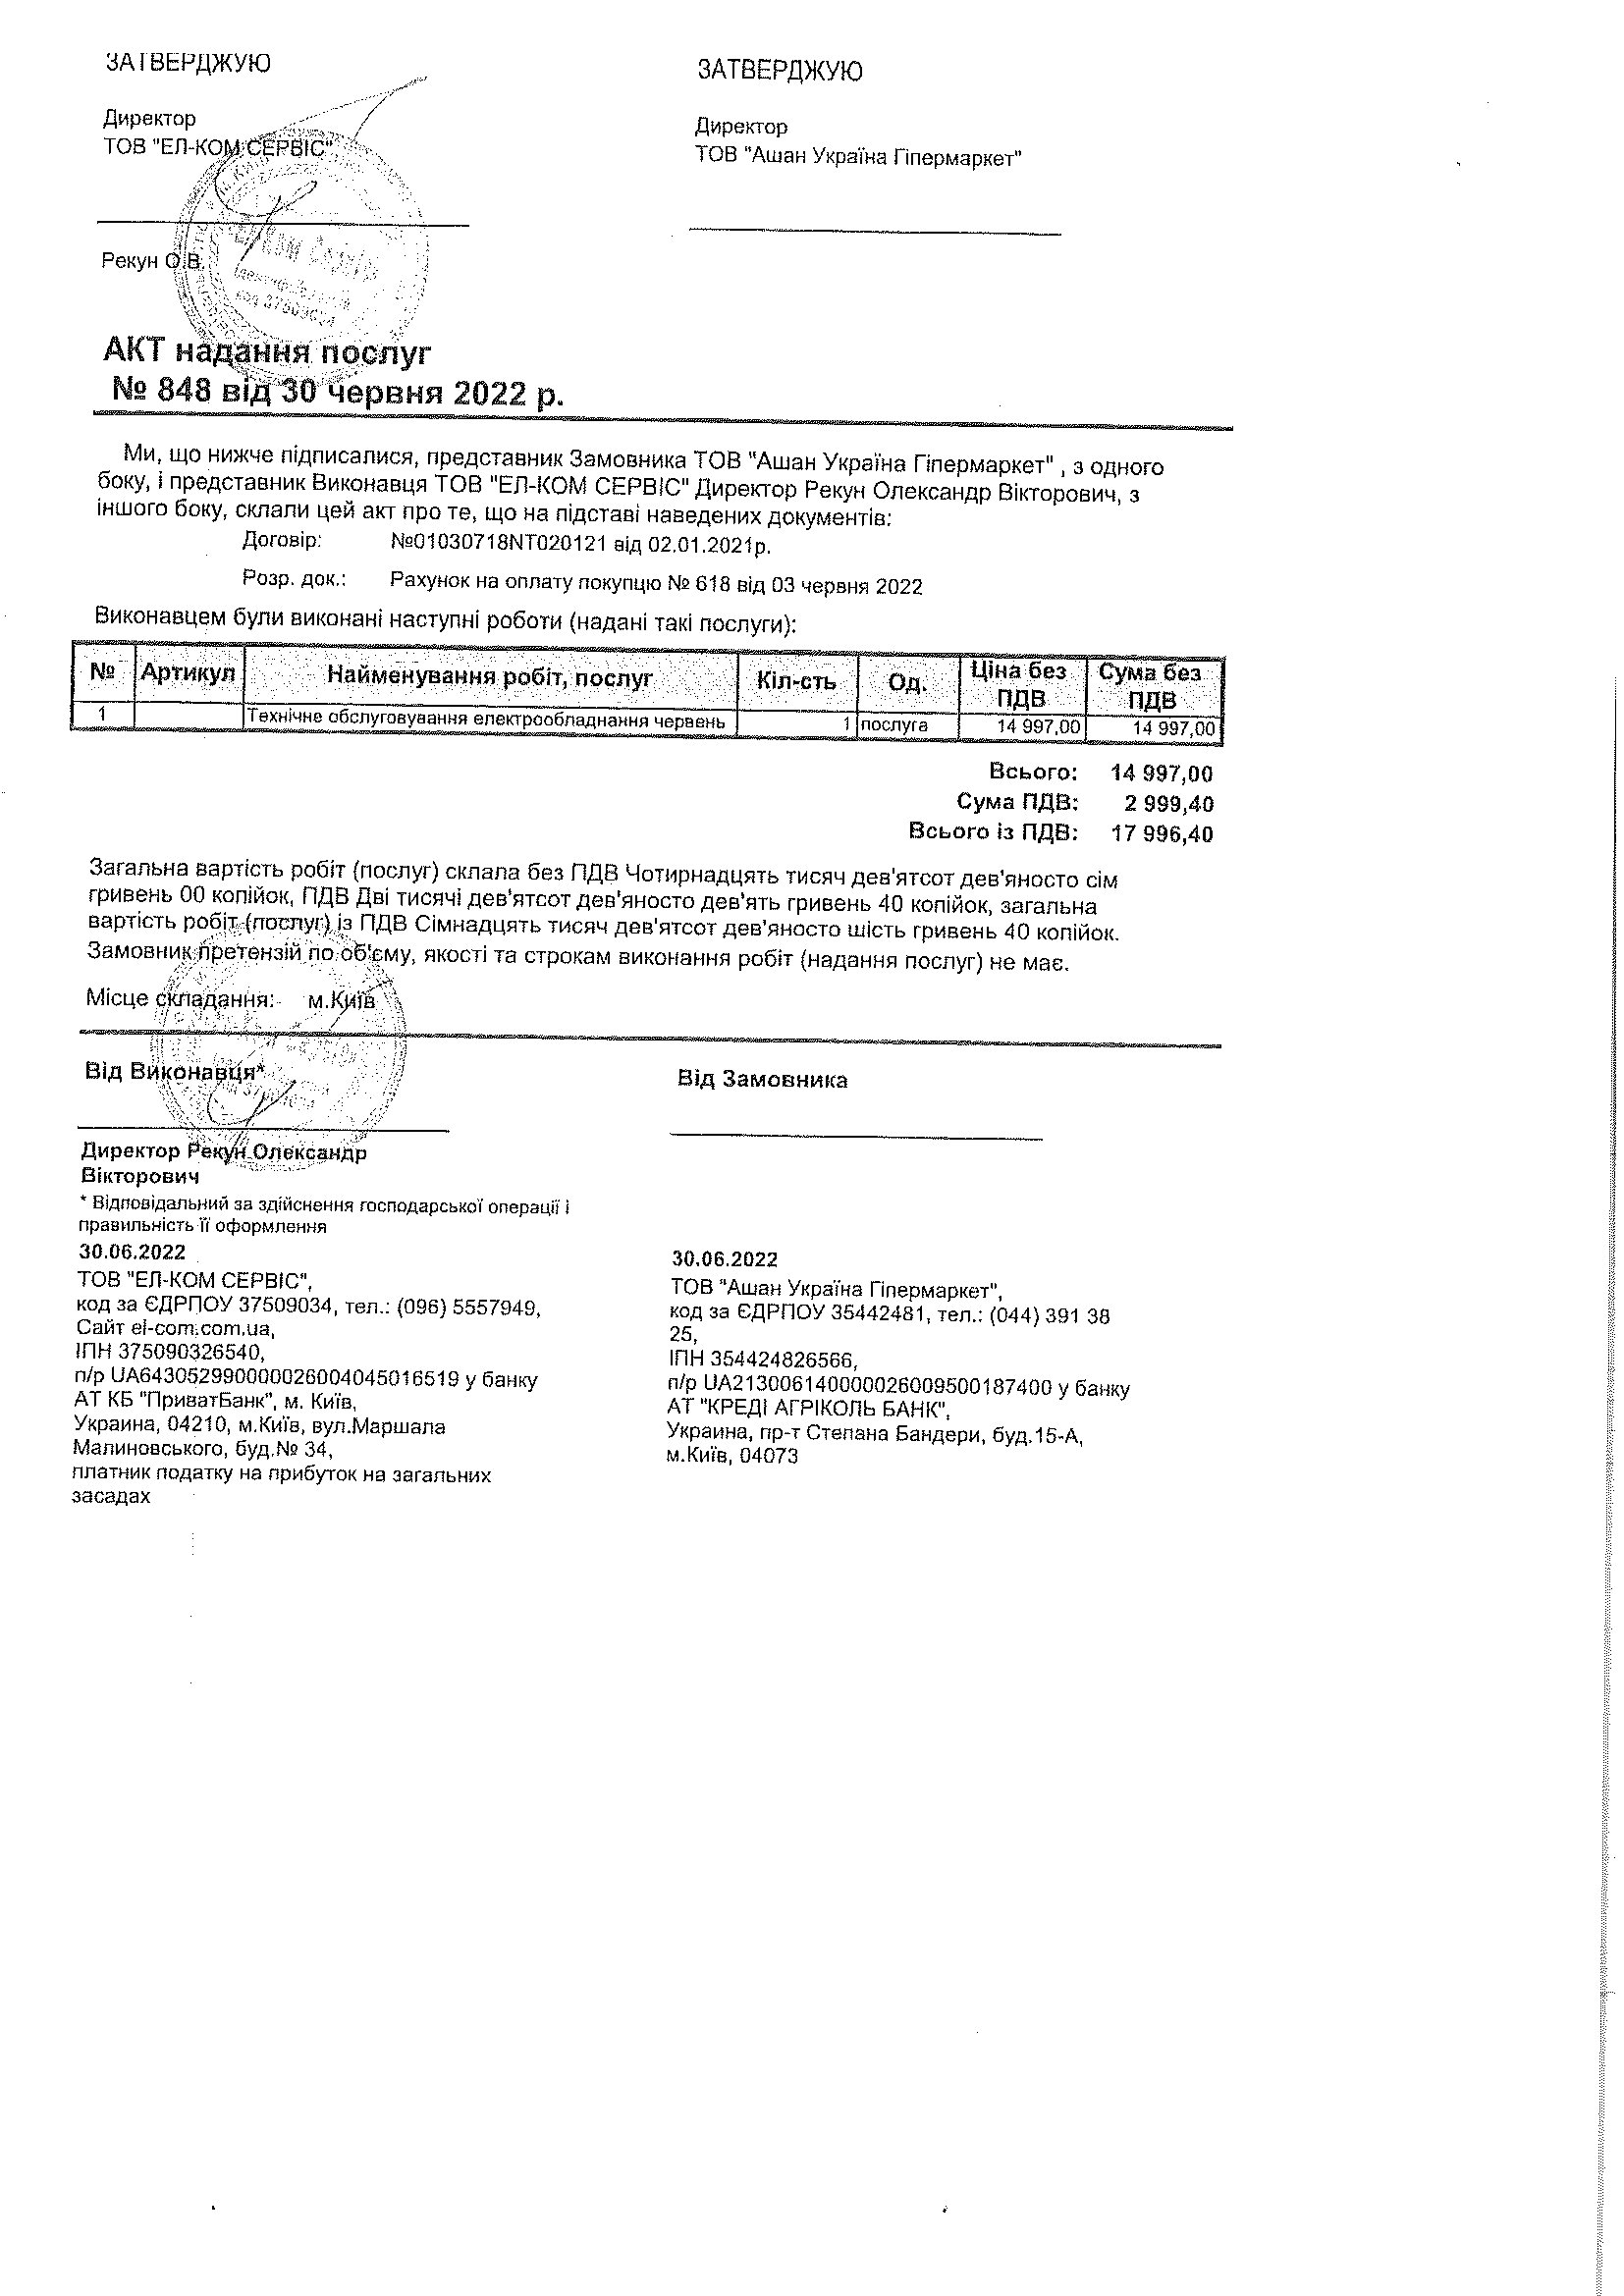 ЗАТВЕРДЖУЮ
Директор
ТОВ "ЕЛ-КОМ СЕРВІС"
Рекун О.В.
ЗАТВЕРДЖУЮ
Директор
ТОВ "Ашан Україна Гіпермаркет"
АКТ надання послуг
№ 848 від 30 червня 2022 р.
Ми, що нижче підписалися, представник Замовника ТОВ "Ашан Україна Гіпермаркет" , з одного
боку, і представник Виконавця ТОВ "ЕЛ-КОМ СЕРВІС" Директор Рекун Олександр Вікторович, з
іншого боку, склали цей акт про те, що на підставі наведених документів:
Договір: №01030718NT020121 від 02.01.2021р.
Розр. док.: Рахунок на оплату покупцю № 618 від 03 червня 2022
Виконавцем були виконані наступні роботи (надані такі послуги):
№ Артикул Найменування робіт, послуг Кіл-сть Од. Ціна без ПДВ Сума без ПДВ
1 Технічне обслуговування електрообладнання червень 1 послуга 14 997,00 14 997,00
Всього: 14 997,00
Сума ПДВ: 2 999,40
Всього із ПДВ: 17 996,40
Загальна вартість робіт (послуг) склала без ПДВ Чотирнадцять тисяч дев'ятсот дев'яносто сім
гривень 00 копійок, ПДВ Дві тисячі дев'ятсот дев'яносто дев'ять гривень 40 копійок, загальна
вартість робіт (послуг) із ПДВ Сімнадцять тисяч дев'ятсот дев'яносто шість гривень 40 копійок.
Замовник претензій по об'єму, якості та строкам виконання робіт (надання послуг) не має.
Місце складання: м.Київ
Від Виконавця*
Директор Рекун Олександр
Вікторович
* Відповідальний за здійснення господарської операції і
правильність її оформлення
30.06.2022
ТОВ "ЕЛ-КОМ СЕРВІС",
код за ЄДРПОУ 37509034, тел.: (096) 5557949,
Сайт el-com.com.ua,
ІПН 375090326540,
п/р UA643052990000026004045016519 у банку
АТ КБ "ПриватБанк", м. Київ,
Украина, 04210, м.Київ, вул.Маршала
Малиновського, буд.№ 34,
платник податку на прибуток на загальних
засадах
Від Замовника
30.06.2022
ТОВ "Ашан Україна Гіпермаркет",
код за ЄДРПОУ 35442481, тел.: (044) 391 38
25,
ІПН 354424826566,
п/р UA213006140000026009500187400 у банку
АТ "КРЕДІ АГРІКОЛЬ БАНК",
Украина, пр-т Степана Бандери, буд.15-А,
м.Київ, 04073